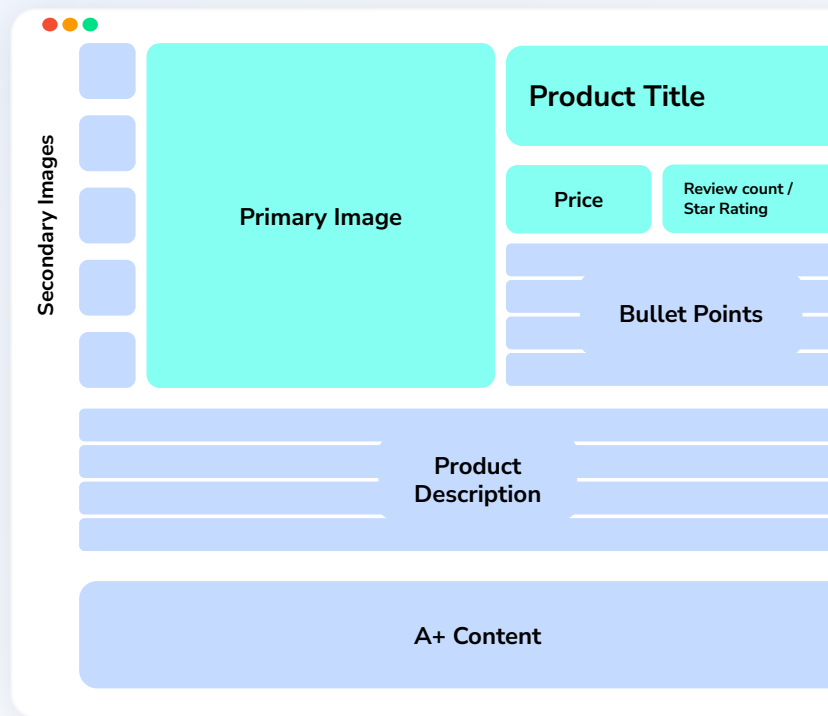 Secondary Images
Primary Image
Product Title
Price
Review count /
Star Rating
Bullet Points
Product
Description
A+ Content